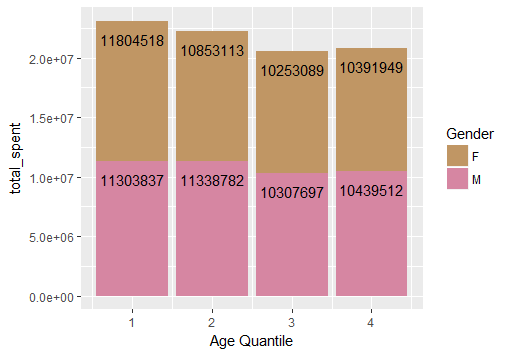 2.0e+07
1.5e+07
1.0e+07
5.0e+06
0.0e+00
total_spent
11804518
10853113
10253089
10391949
11303837
11338782
10307697
10439512
1
2
3
4
Age Quantile
Gender
F
M